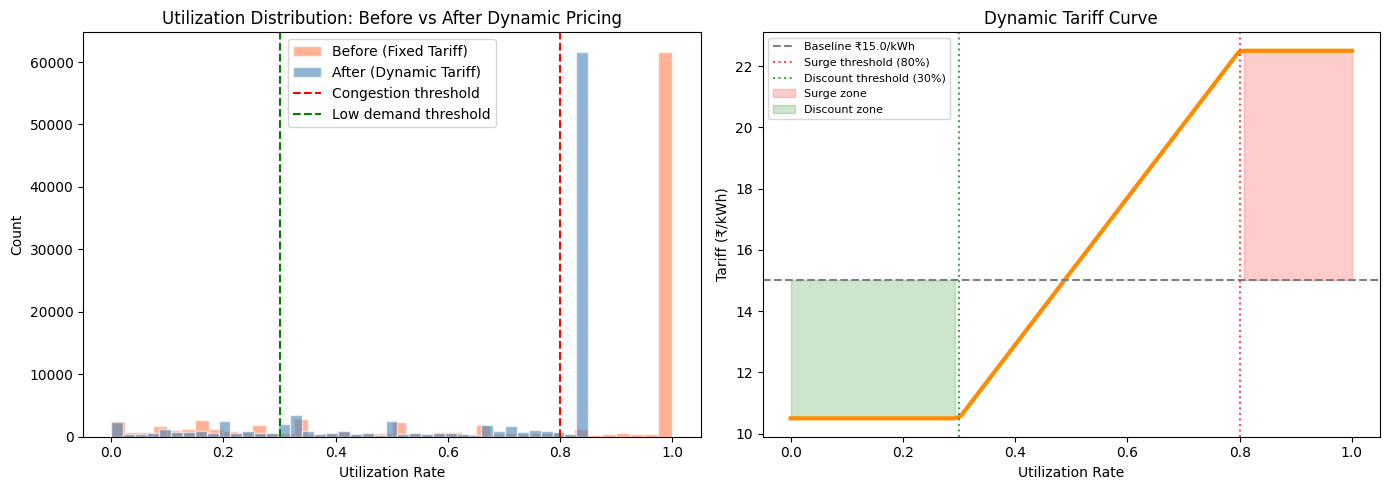 Utilization Distribution: Before vs After Dynamic Pricing
Before (Fixed Tariff)
After (Dynamic Tariff)
Congestion threshold
Low demand threshold
Count
60000
50000
40000
30000
20000
10000
0
0.0 0.2 0.4 0.6 0.8 1.0
Utilization Rate
Dynamic Tariff Curve
Baseline ₹15.0/kWh
Surge threshold (80%)
Discount threshold (30%)
Surge zone
Discount zone
Tariff (₹/kWh)
22
20
18
16
14
12
10
0.0 0.2 0.4 0.6 0.8 1.0
Utilization Rate